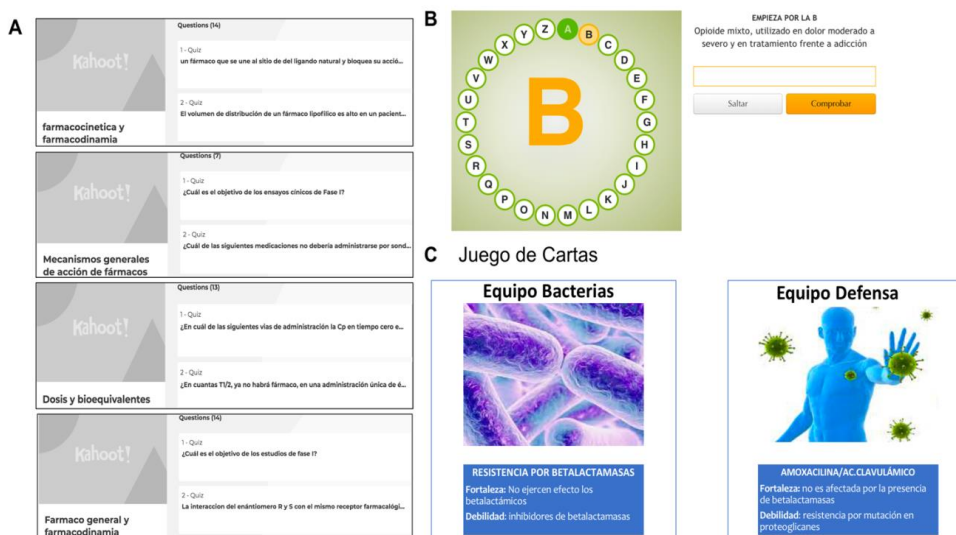 A
Kahoot!
farmacocinetica y
farmacodinamia
Questions (14)
1 - Quiz
un fármaco que se une al sitio de del ligando natural y bloquea su acció...
2 - Quiz
El volumen de distribución de un fármaco lipofílico es alto en un pacient...
Kahoot!
Mecanismos generales
de acción de fármacos
Questions (7)
1 - Quiz
¿Cuál es el objetivo de los ensayos cínicos de Fase I?
2 - Quiz
¿Cuál de las siguientes medicaciones no debería administrarse por sond...
Kahoot!
Dosis y bioequivalentes
Questions (13)
1 - Quiz
¿En cuál de las siguientes vias de administración la Cp en tiempo cero e...
2 - Quiz
¿En cuantas T1/2, ya no habrá fármaco, en una administración única de é...
Kahoot!
Farmaco general y
farmacodinamia
Questions (14)
1 - Quiz
¿Cuál es el objetivo de los estudios de fase I?
2 - Quiz
La interaccion del enántiomero R y S con el mismo receptor farmacalógi...
B
A
B
C
D
E
F
G
H
I
J
K
L
M
N
O
P
Q
R
S
T
U
V
W
X
Y
Z
B
EMPIEZA POR LA B
Opioide mixto, utilizado en dolor moderado a
severo y en tratamiento frente a adicción
Saltar
Comprobar
C Juego de Cartas
Equipo Bacterias
RESISTENCIA POR BETALACTAMASAS
Fortaleza: No ejercen efecto los
betalactámicos
Debilidad: inhibidores de betalactamasas
Equipo Defensa
AMOXACILINA/AC.CLAVULÁMICO
Fortaleza: no es afectada por la presencia
de betalactamasas
Debilidad: resistencia por mutación en
proteoglicanes